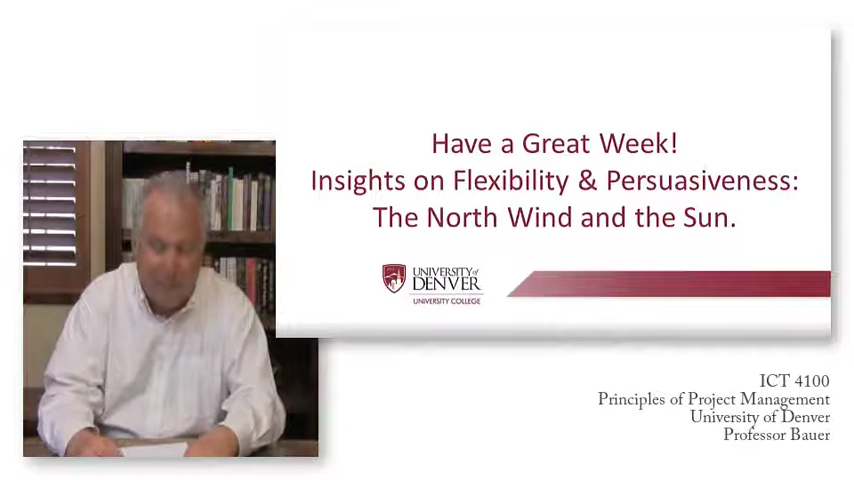 Have a Great Week!
Insights on Flexibility & Persuasiveness:
The North Wind and the Sun.
UNIVERSITY of
DENVER
UNIVERSITY COLLEGE
ICT 4100
Principles of Project Management
University of Denver
Professor Bauer